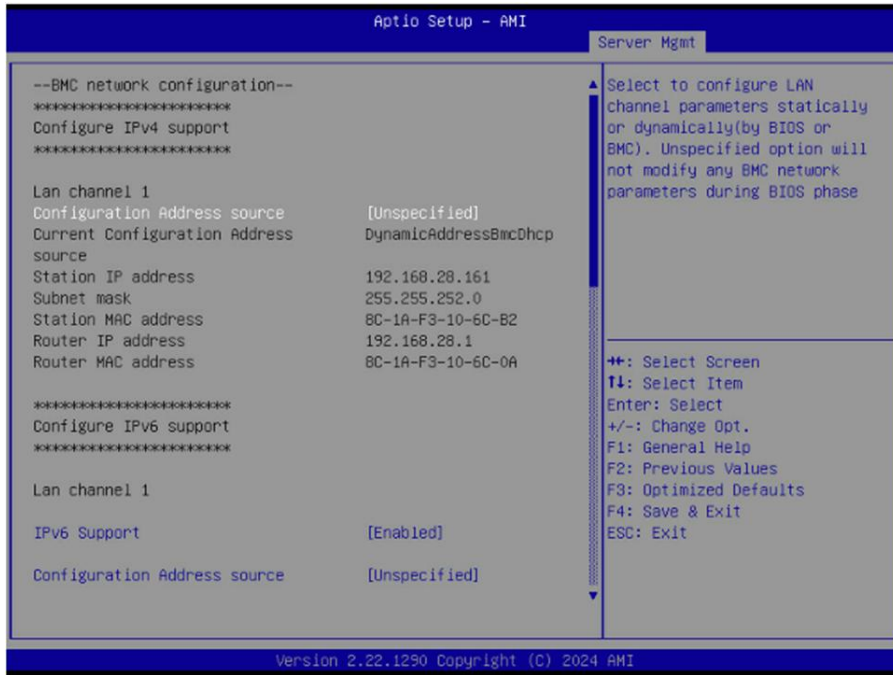 Aptio Setup - AMI
Server Mgmt
--BMC network configuration--
***********************
Configure IPv4 support
***********************
Lan channel 1
Configuration Address source [Unspecified]
Current Configuration Address DynamicAddressBmcDhcp
source
Station IP address 192.168.28.161
Subnet mask 255.255.252.0
Station MAC address 8C-1A-F3-10-6C-B2
Router IP address 192.168.28.1
Router MAC address 8C-1A-F3-10-6C-0A
***********************
Configure IPv6 support
***********************
Lan channel 1
IPv6 Support [Enabled]
Configuration Address source [Unspecified]
Select to configure LAN
channel parameters statically
or dynamically(by BIOS or
BMC). Unspecified option will
not modify any BMC network
parameters during BIOS phase
→←: Select Screen
↑↓: Select Item
Enter: Select
+/-: Change Opt.
F1: General Help
F2: Previous Values
F3: Optimized Defaults
F4: Save & Exit
ESC: Exit
Version 2.22.1290 Copyright (C) 2024 AMI